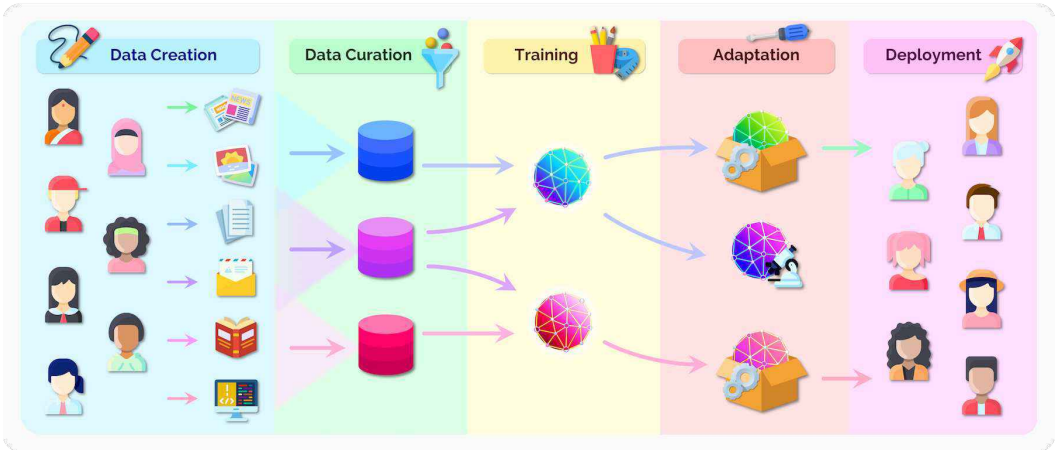 Data Creation
Data Curation
Training
Adaptation
Deployment
NEWS